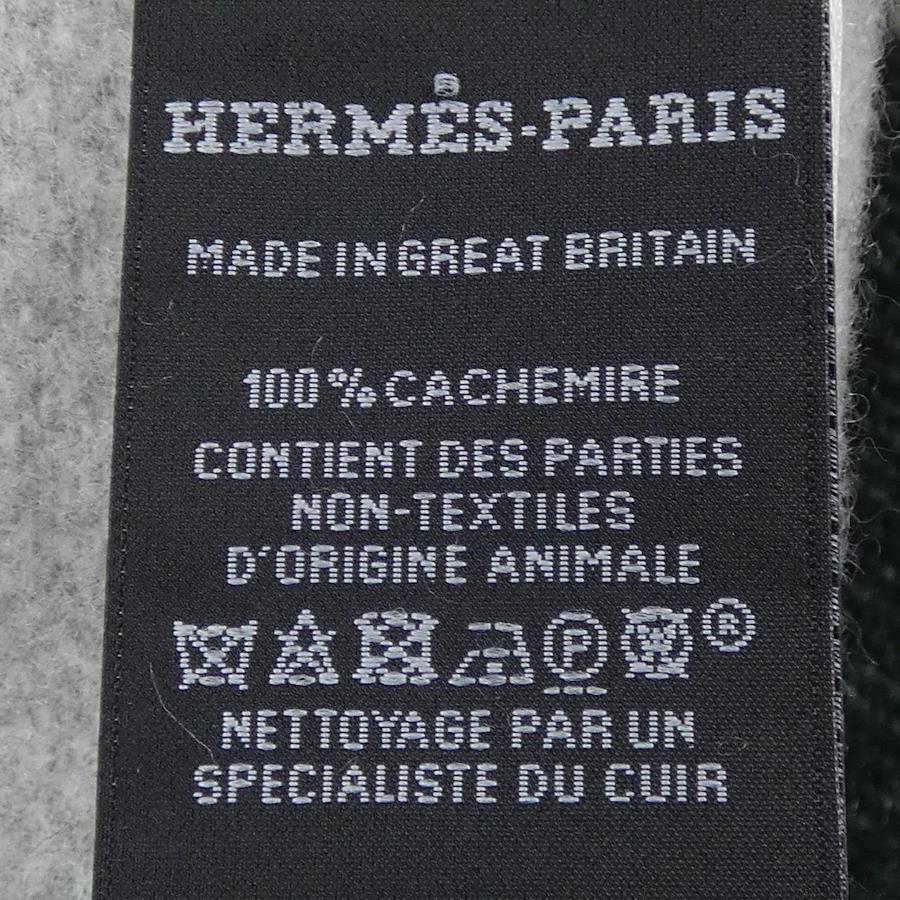 HERMÈS-PARIS
MADE IN GREAT BRITAIN
100% CACHEMIRE
CONTIENT DES PARTIES
NON-TEXTILES
D'ORIGINE ANIMALE
P ®
NETTOYAGE PAR UN
SPECIALISTE DU CUIR